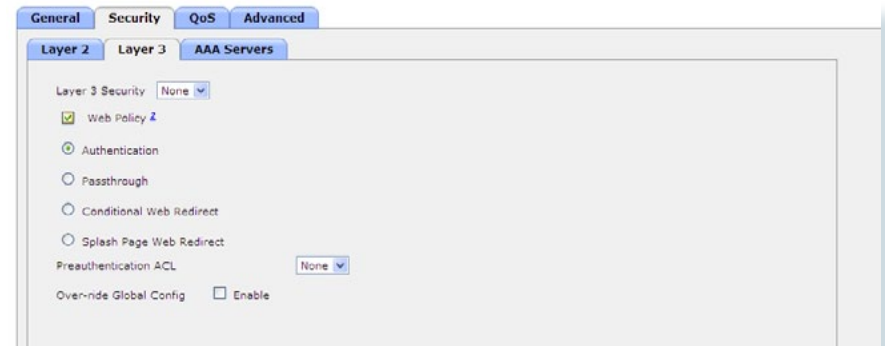 General Security QoS Advanced
Layer 2 Layer 3 AAA Servers
Layer 3 Security None
Web Policy 2
Authentication
Passthrough
Conditional Web Redirect
Splash Page Web Redirect
Preauthentication ACL None
Over-ride Global Config Enable